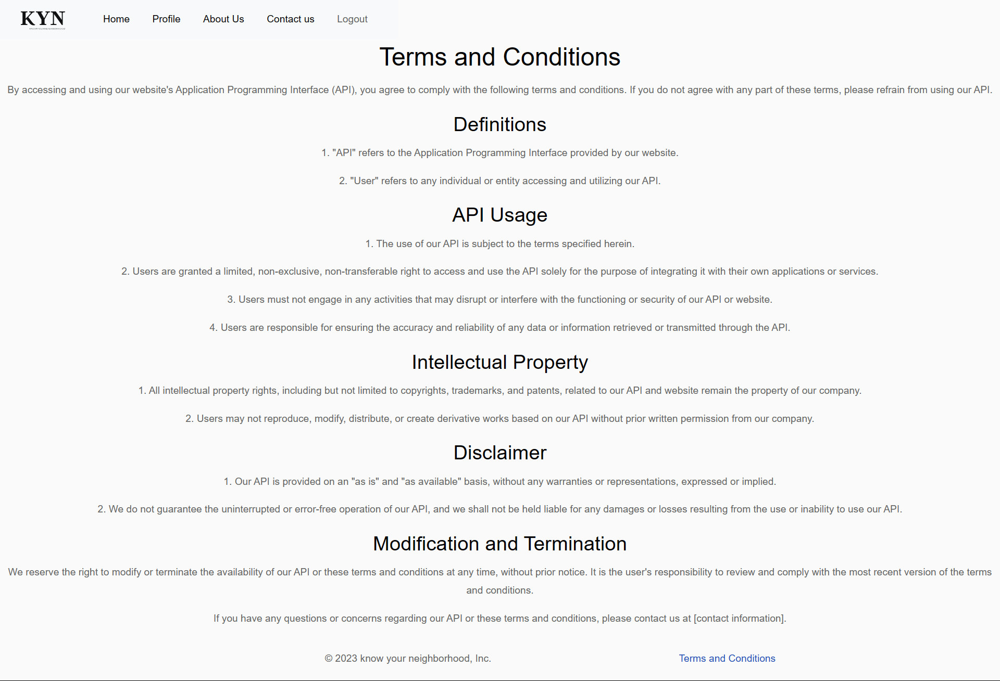 KYN
KNOWYOURNEIGHBORHOOD
Home Profile About Us Contact us Logout
Terms and Conditions
By accessing and using our website's Application Programming Interface (API), you agree to comply with the following terms and conditions. If you do not agree with any part of these terms, please refrain from using our API.
Definitions
1. "API" refers to the Application Programming Interface provided by our website.
2. "User" refers to any individual or entity accessing and utilizing our API.
API Usage
1. The use of our API is subject to the terms specified herein.
2. Users are granted a limited, non-exclusive, non-transferable right to access and use the API solely for the purpose of integrating it with their own applications or services.
3. Users must not engage in any activities that may disrupt or interfere with the functioning or security of our API or website.
4. Users are responsible for ensuring the accuracy and reliability of any data or information retrieved or transmitted through the API.
Intellectual Property
1. All intellectual property rights, including but not limited to copyrights, trademarks, and patents, related to our API and website remain the property of our company.
2. Users may not reproduce, modify, distribute, or create derivative works based on our API without prior written permission from our company.
Disclaimer
1. Our API is provided on an "as is" and "as available" basis, without any warranties or representations, expressed or implied.
2. We do not guarantee the uninterrupted or error-free operation of our API, and we shall not be held liable for any damages or losses resulting from the use or inability to use our API.
Modification and Termination
We reserve the right to modify or terminate the availability of our API or these terms and conditions at any time, without prior notice. It is the user's responsibility to review and comply with the most recent version of the terms
and conditions.
If you have any questions or concerns regarding our API or these terms and conditions, please contact us at [contact information].
© 2023 know your neighborhood, Inc. Terms and Conditions